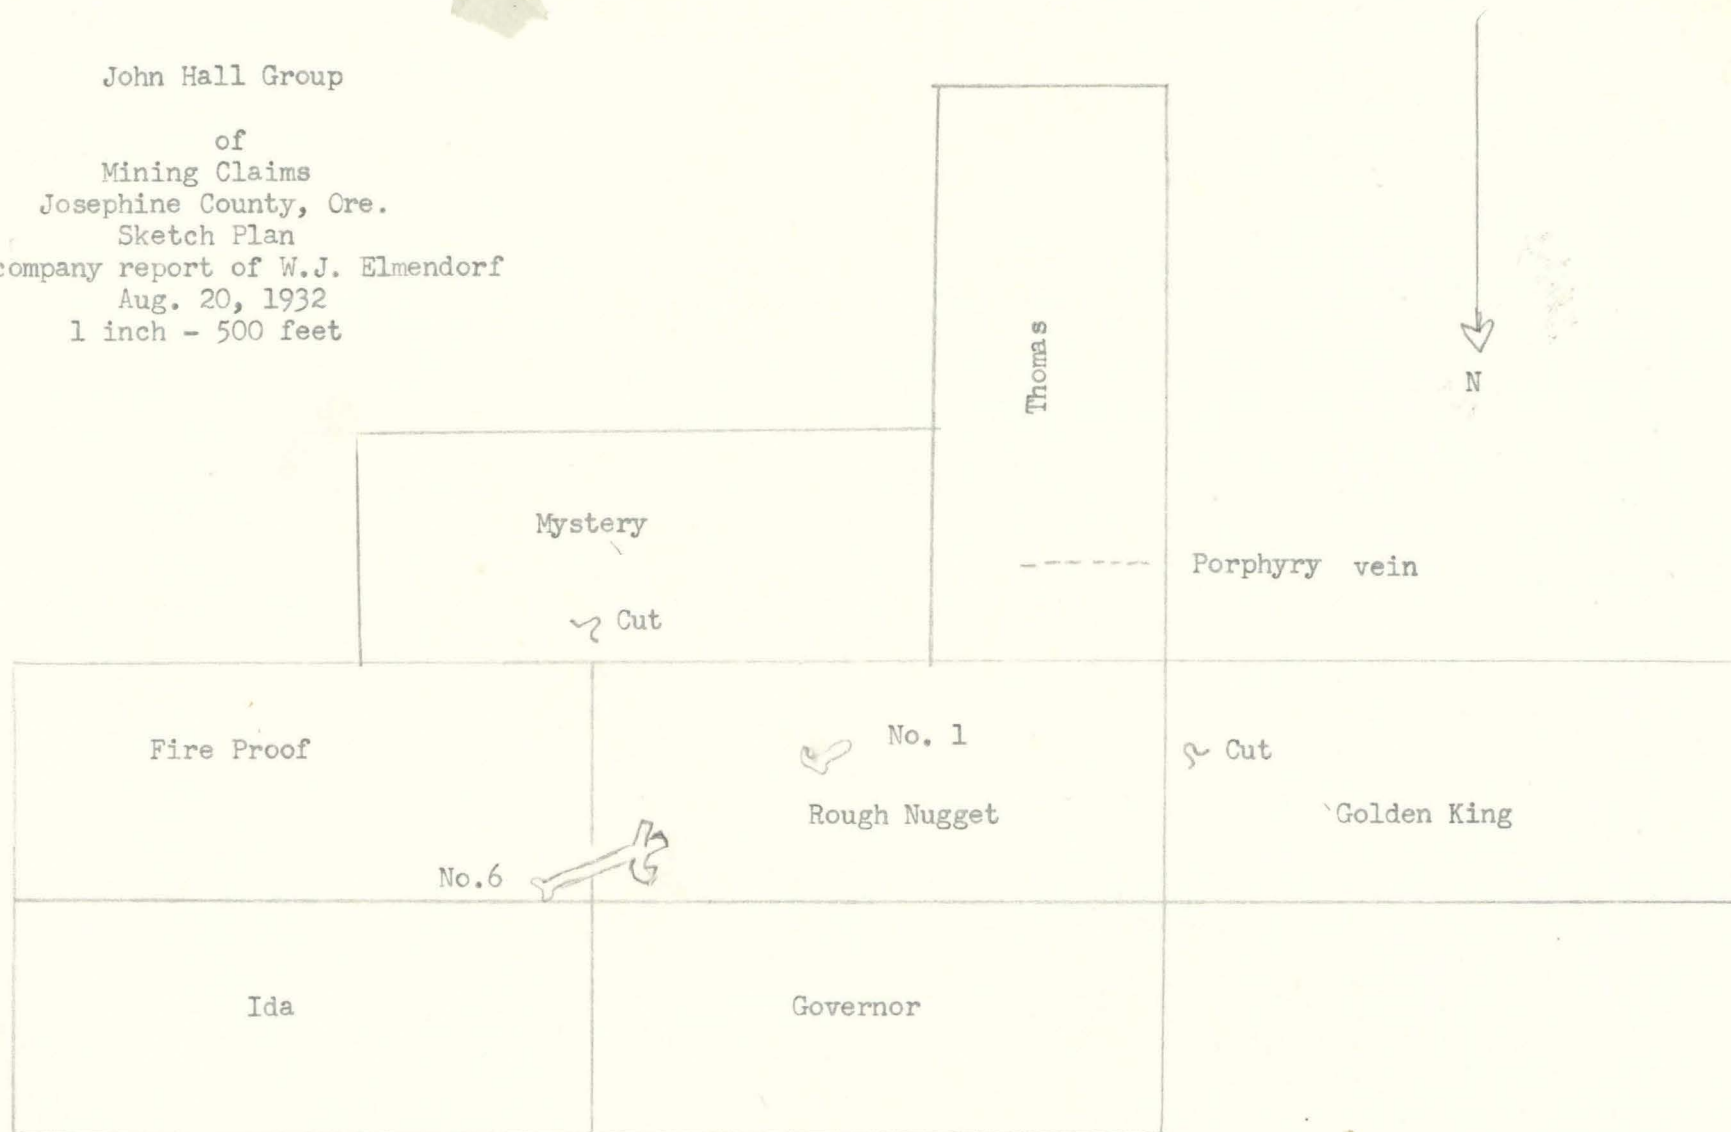 John Hall Group
of
Mining Claims
Josephine County, Ore.
Sketch Plan
report of W.J. Elmendorf
Aug. 20, 1932
1 inch - 500 feet
Thomas
N
Mystery
Porphyry vein
Cut
Fire Proof
No. 1
Cut
Rough Nugget
Golden King
No.6
Ida
Governor